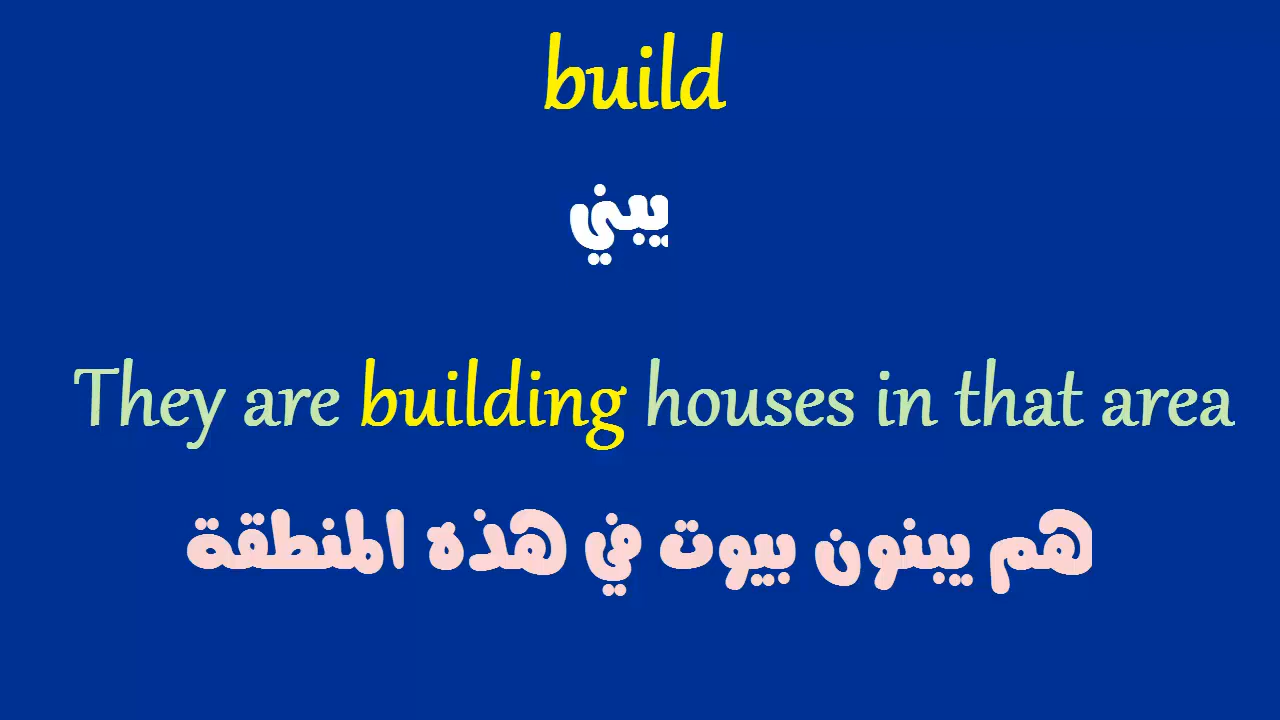 build
يبني
They are building houses in that area
هم يبنون بيوت في هذه المنطقة